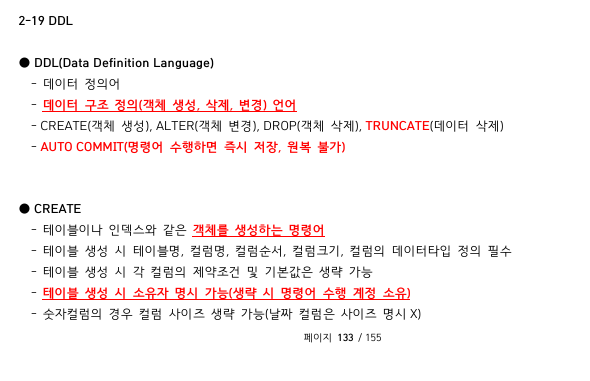 2-19 DDL
● DDL(Data Definition Language)
- 데이터 정의어
- 데이터 구조 정의(객체 생성, 삭제, 변경) 언어
- CREATE(객체 생성), ALTER(객체 변경), DROP(객체 삭제), TRUNCATE(데이터 삭제)
- AUTO COMMIT(명령어 수행하면 즉시 저장, 원복 불가)
● CREATE
- 테이블이나 인덱스와 같은 객체를 생성하는 명령어
- 테이블 생성 시 테이블명, 컬럼명, 컬럼순서, 컬럼크기, 컬럼의 데이터타입 정의 필수
- 테이블 생성 시 각 컬럼의 제약조건 및 기본값은 생략 가능
- 테이블 생성 시 소유자 명시 가능(생략 시 명령어 수행 계정 소유)
- 숫자컬럼의 경우 컬럼 사이즈 생략 가능(날짜 컬럼은 사이즈 명시 X)
페이지 133 / 155